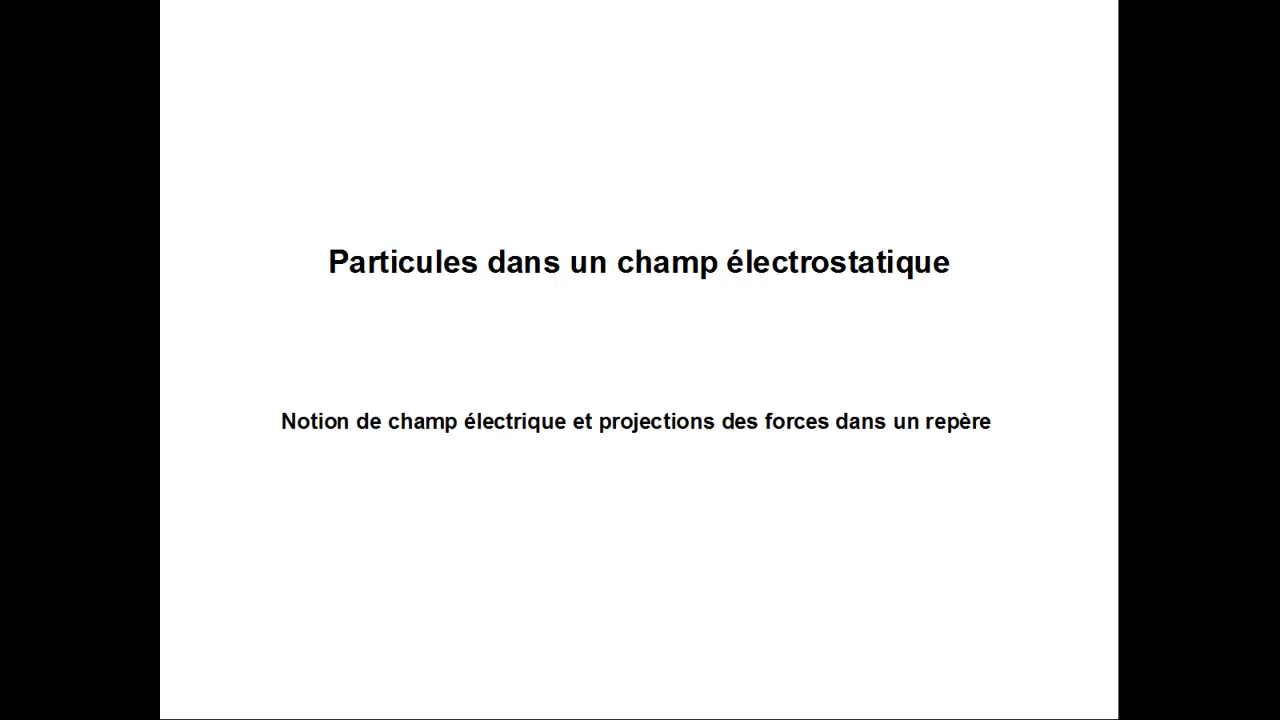 Particules dans un champ électrostatique
Notion de champ électrique et projections des forces dans un repère